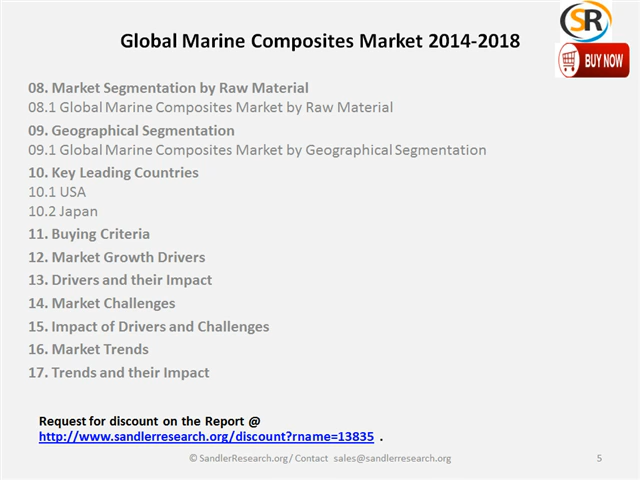 Global Marine Composites Market 2014-2018
SR
BUY NOW
08. Market Segmentation by Raw Material
08.1 Global Marine Composites Market by Raw Material
09. Geographical Segmentation
09.1 Global Marine Composites Market by Geographical Segmentation
10. Key Leading Countries
10.1 USA
10.2 Japan
11. Buying Criteria
12. Market Growth Drivers
13. Drivers and their Impact
14. Market Challenges
15. Impact of Drivers and Challenges
16. Market Trends
17. Trends and their Impact
Request for discount on the Report @
http://www.sandlerresearch.org/discount?rname=13835 .
© SandlerResearch.org/ Contact sales@sandlerresearch.org
5